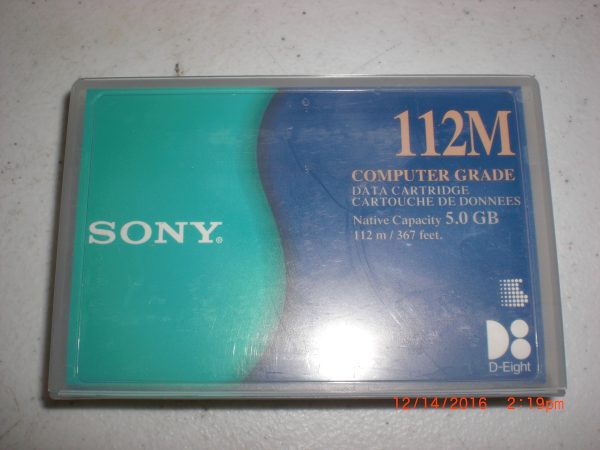 SONY®
112M
COMPUTER GRADE
DATA CARTRIDGE
CARTOUCHE DE DONNEES
Native Capacity 5.0 GB
112 m / 367 feet.
D8
D-Eight
12/14/2016 2:19pm